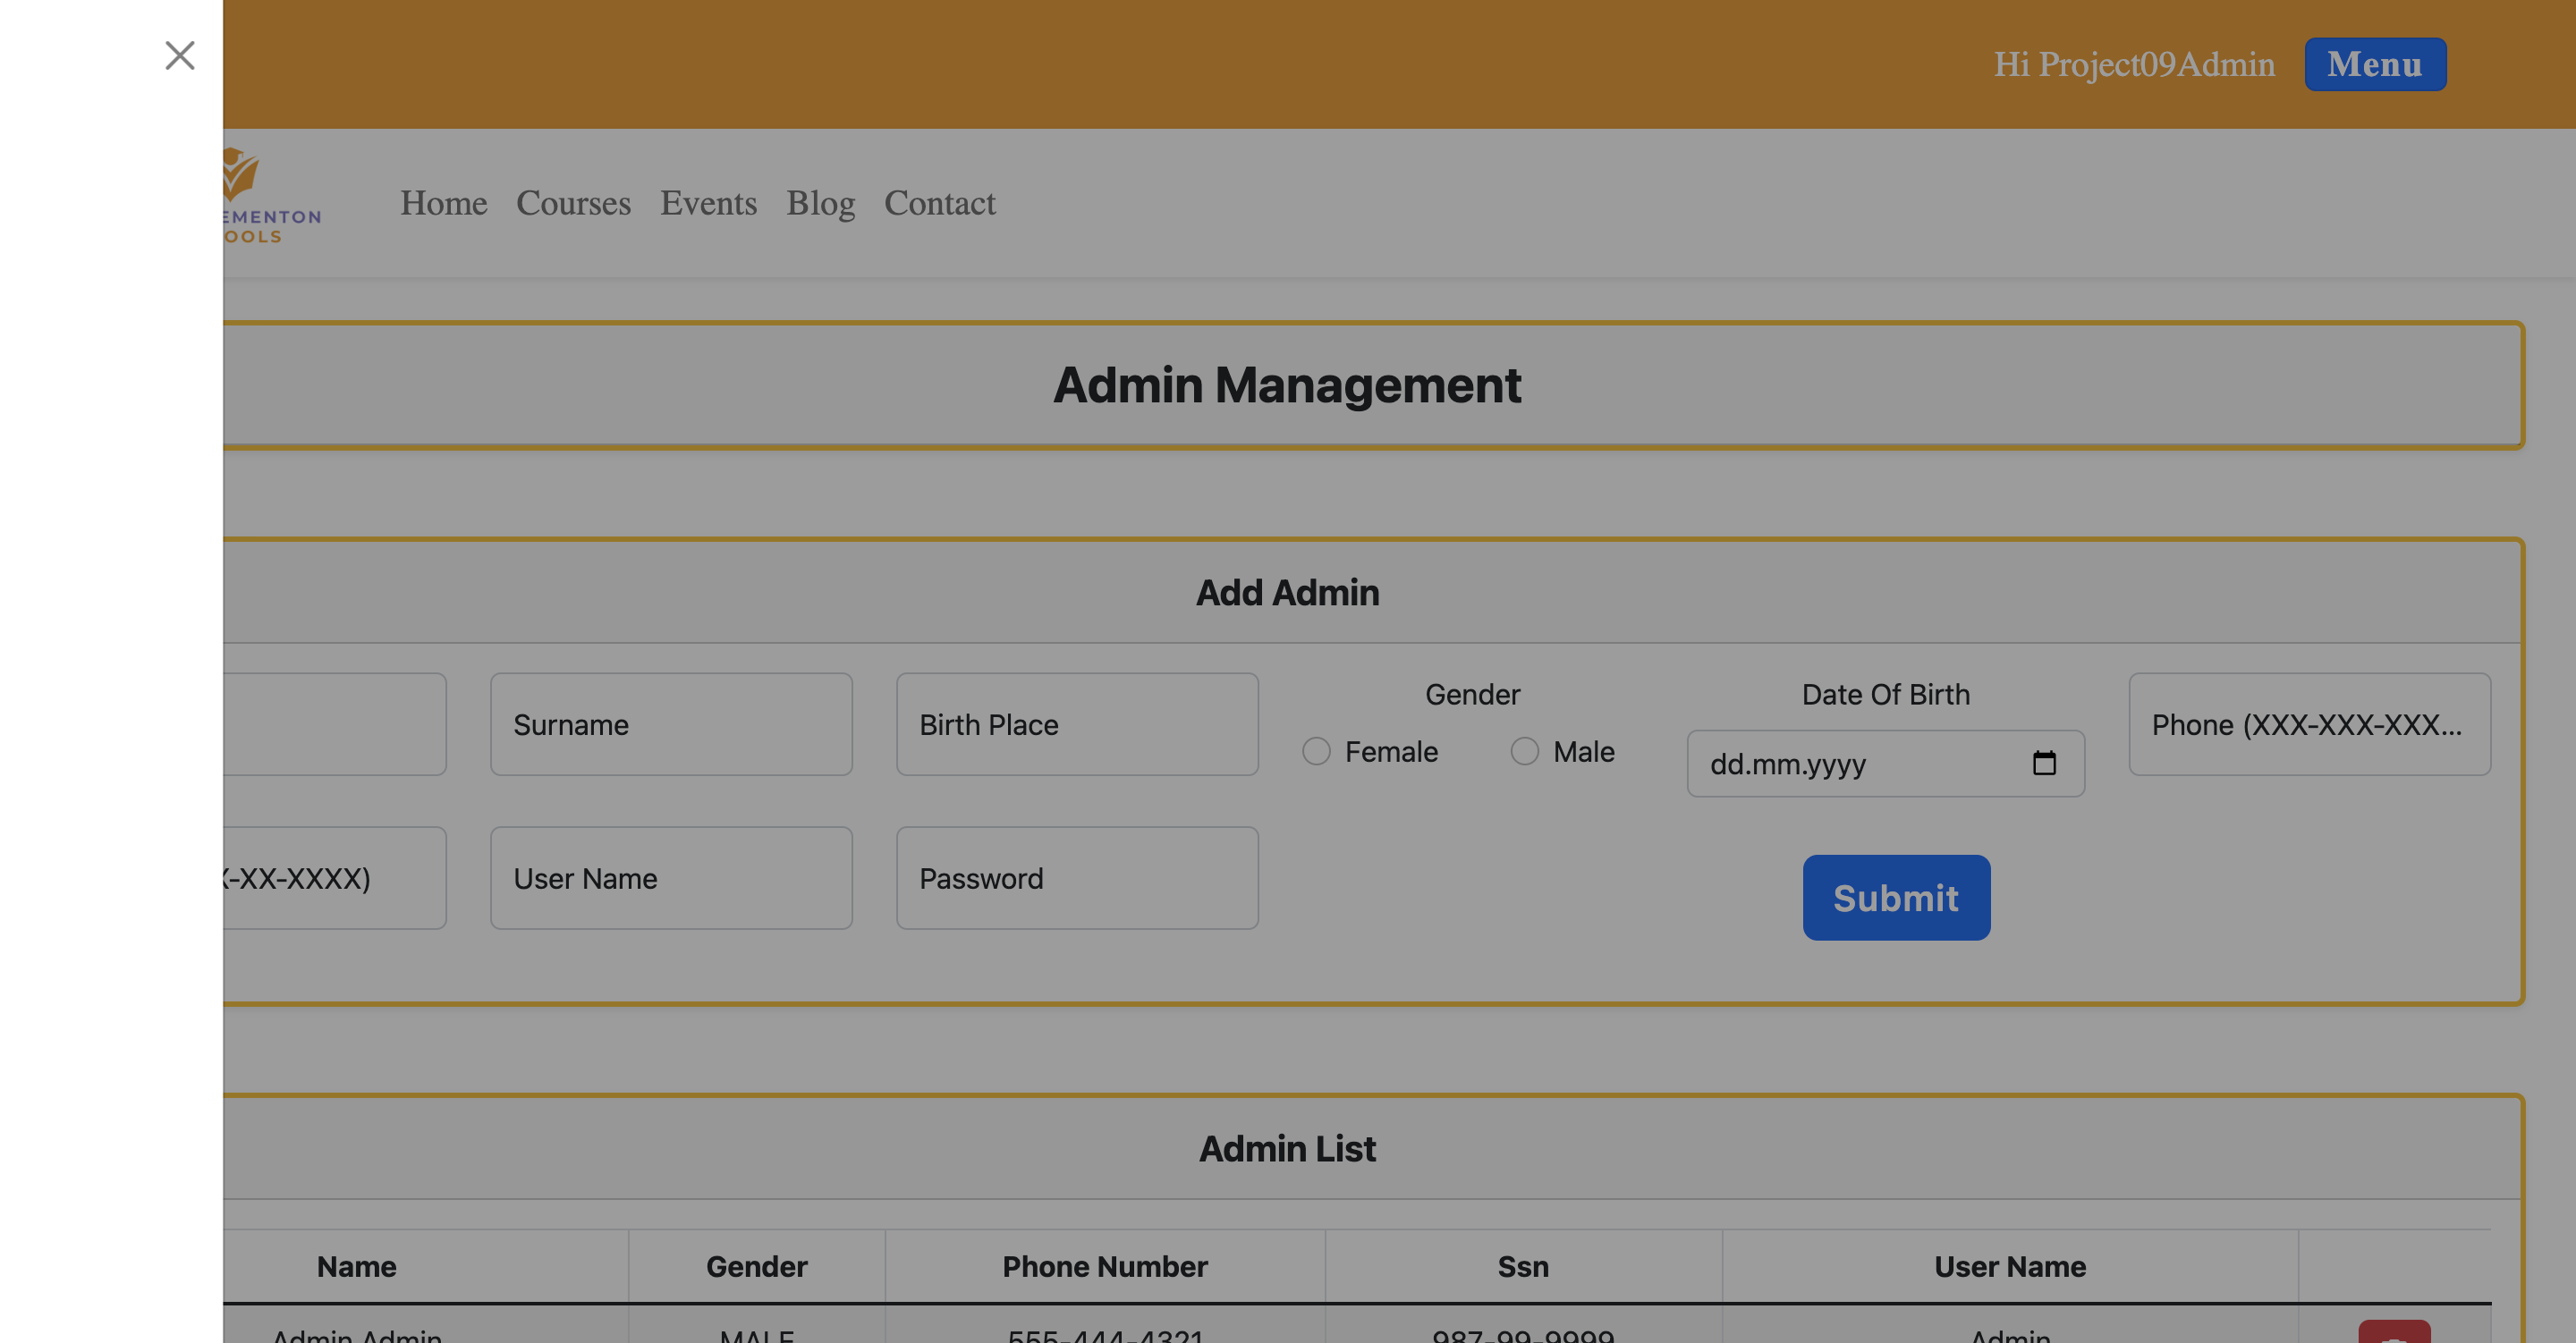 Hi Project09Admin Menu
EMENTON
OOLS
Home Courses Events Blog Contact
Admin Management
Add Admin
Surname
Birth Place
Gender
Female Male
Date Of Birth
dd.mm.yyyy
Phone (XXX-XXX-XXX...
-XX-XXXX)
User Name
Password
Submit
Admin List
Name Gender Phone Number Ssn User Name
Admin Admin MALE 555-444-4321 987-99-9999 Admin